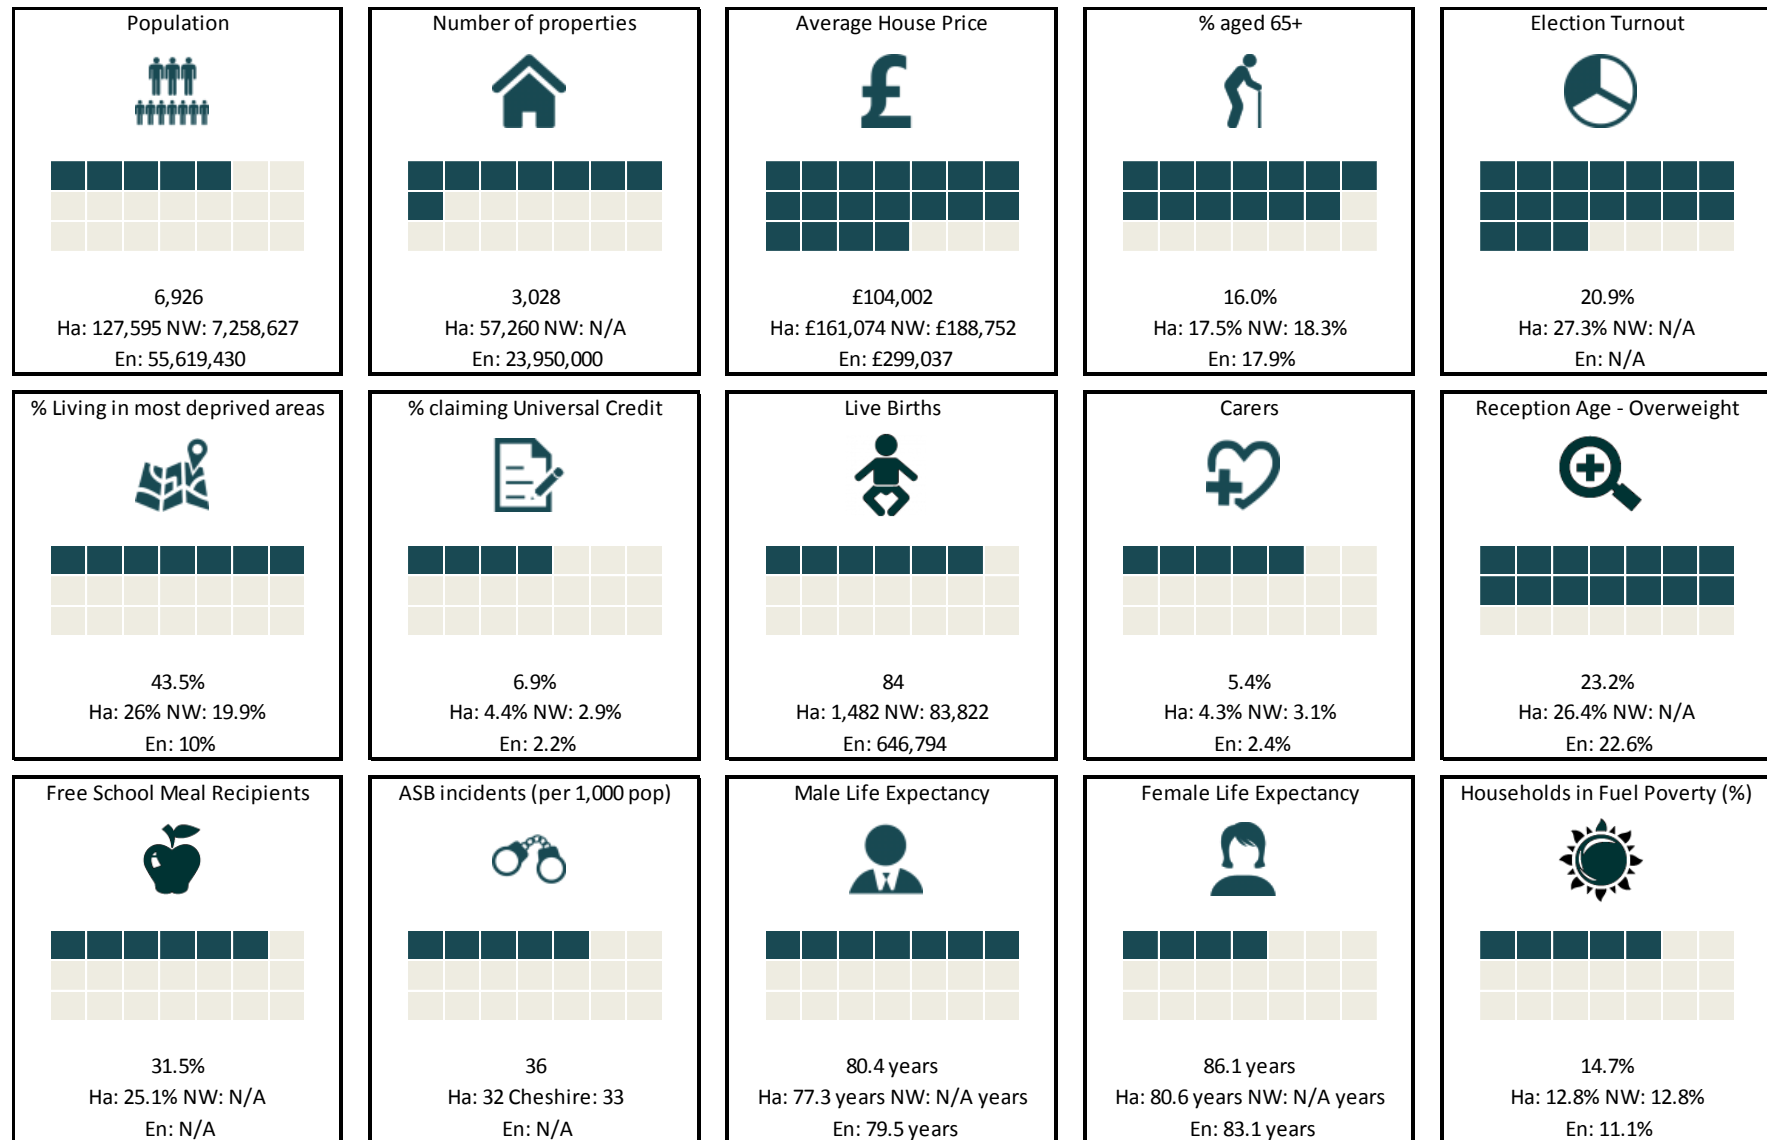 Population
6,926
Ha: 127,595 NW: 7,258,627
En: 55,619,430
Number of properties
3,028
Ha: 57,260 NW: N/A
En: 23,950,000
Average House Price
£104,002
Ha: £161,074 NW: £188,752
En: £299,037
% aged 65+
16.0%
Ha: 17.5% NW: 18.3%
En: 17.9%
Election Turnout
20.9%
Ha: 27.3% NW: N/A
En: N/A
% Living in most deprived areas
43.5%
Ha: 26% NW: 19.9%
En: 10%
% claiming Universal Credit
6.9%
Ha: 4.4% NW: 2.9%
En: 2.2%
Live Births
84
Ha: 1,482 NW: 83,822
En: 646,794
Carers
5.4%
Ha: 4.3% NW: 3.1%
En: 2.4%
Reception Age - Overweight
23.2%
Ha: 26.4% NW: N/A
En: 22.6%
Free School Meal Recipients
31.5%
Ha: 25.1% NW: N/A
En: N/A
ASB incidents (per 1,000 pop)
36
Ha: 32 Cheshire: 33
En: N/A
Male Life Expectancy
80.4 years
Ha: 77.3 years NW: N/A years
En: 79.5 years
Female Life Expectancy
86.1 years
Ha: 80.6 years NW: N/A years
En: 83.1 years
Households in Fuel Poverty (%)
14.7%
Ha: 12.8% NW: 12.8%
En: 11.1%